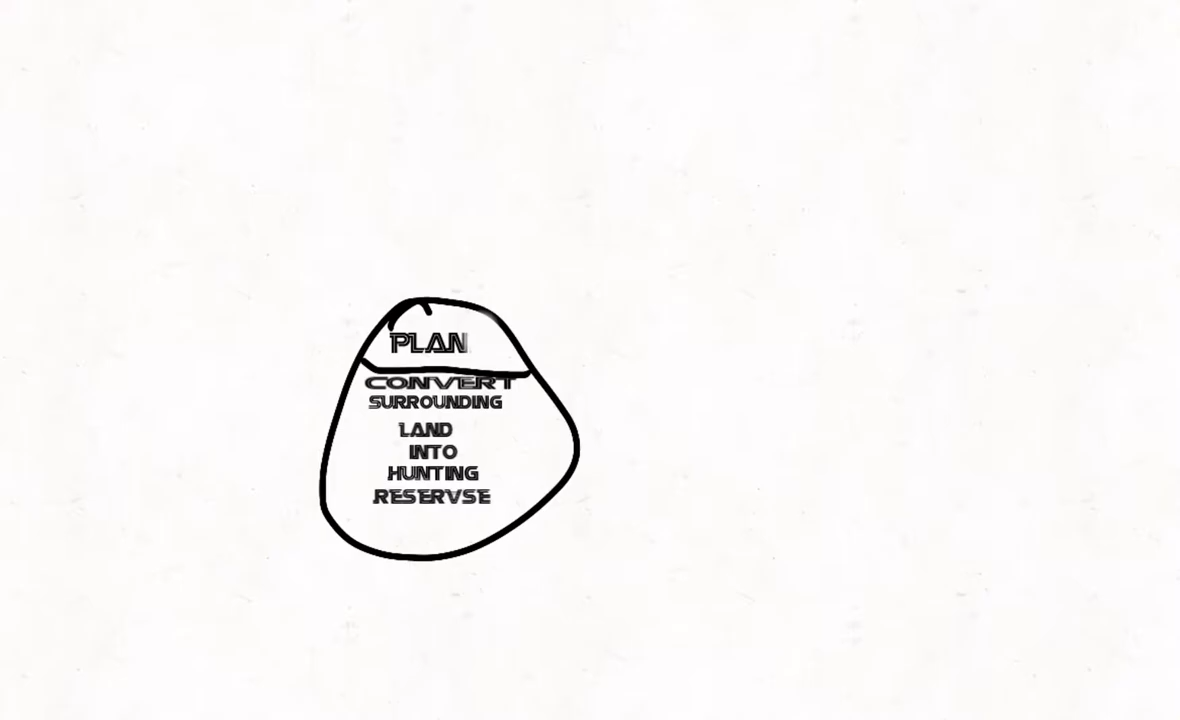 PLAN
CONVERT
SURROUNDING
LAND
INTO
HUNTING
RESERVSE